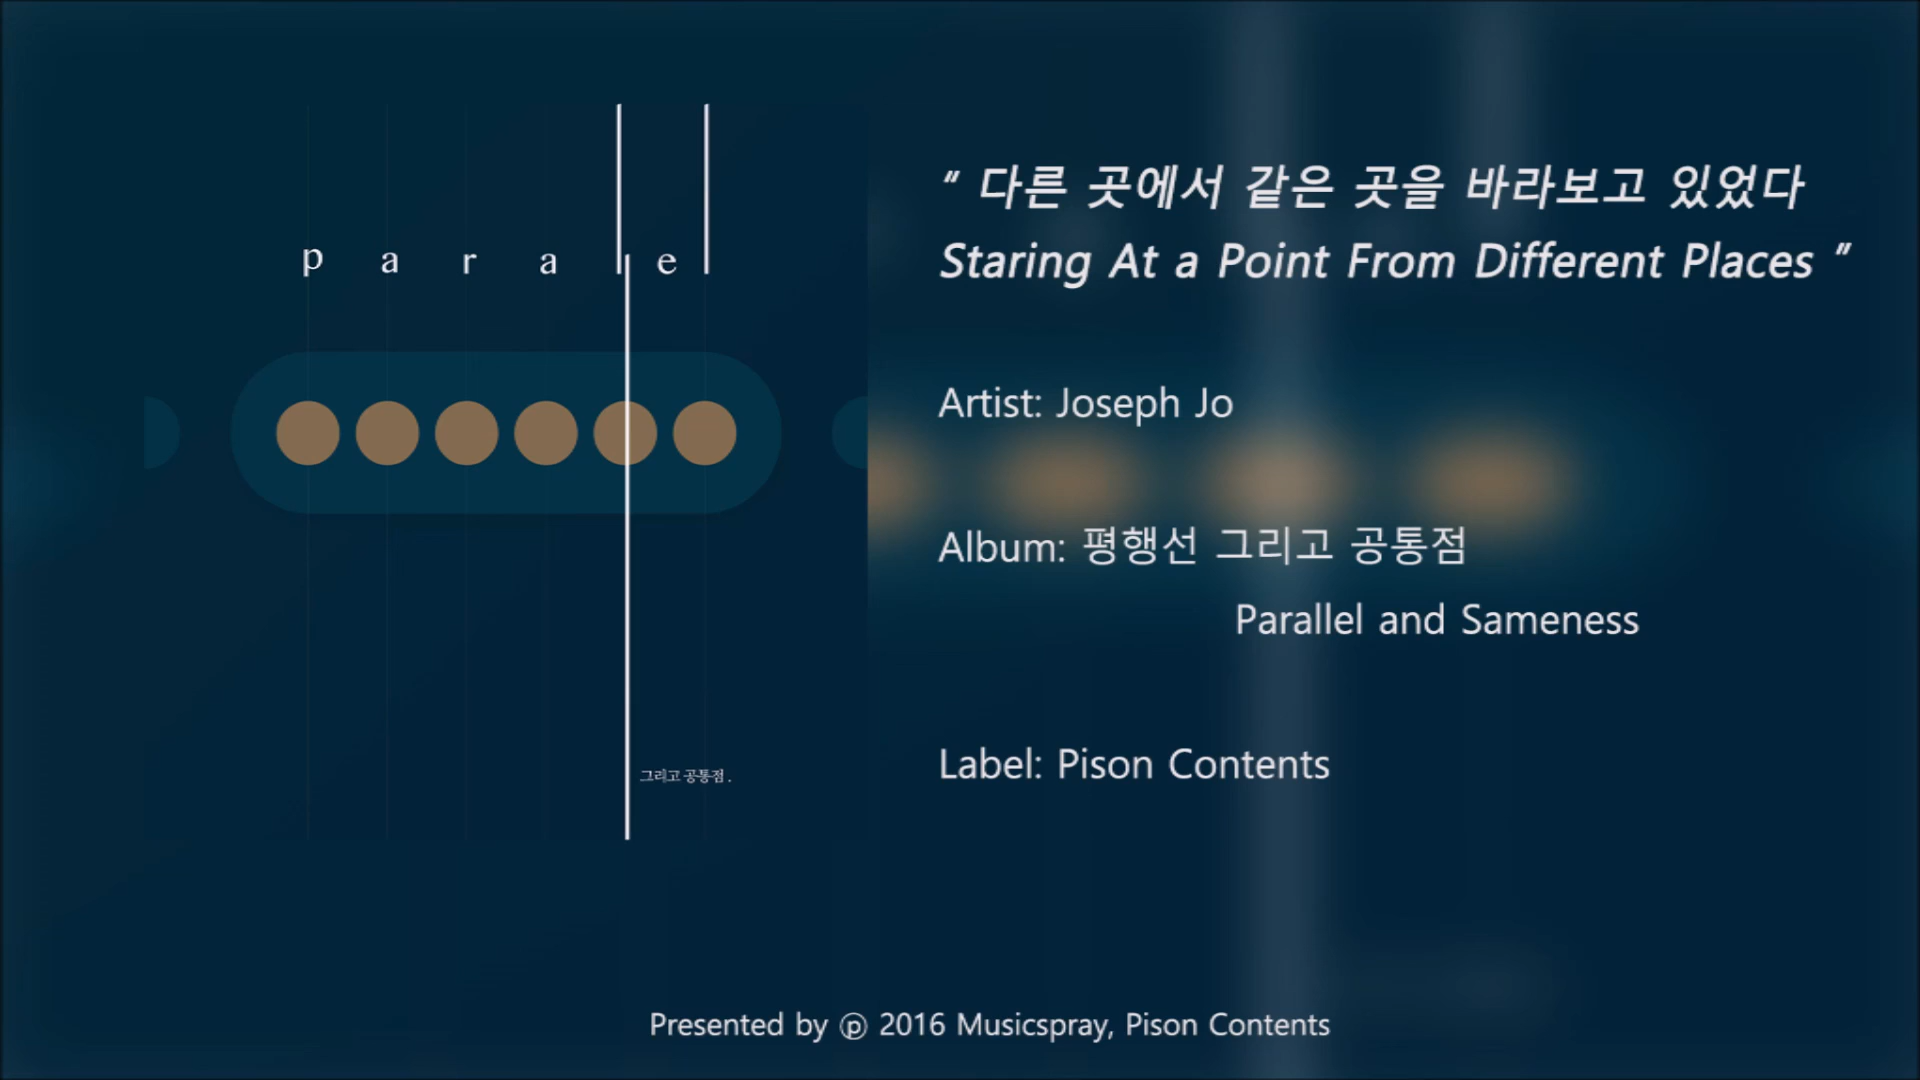 p a r a l l e l
그리고 공통점 .
“ 다른 곳에서 같은 곳을 바라보고 있었다
Staring At a Point From Different Places ”
Artist: Joseph Jo
Album: 평행선 그리고 공통점
Parallel and Sameness
Label: Pison Contents
Presented by ⓟ 2016 Musicspray, Pison Contents